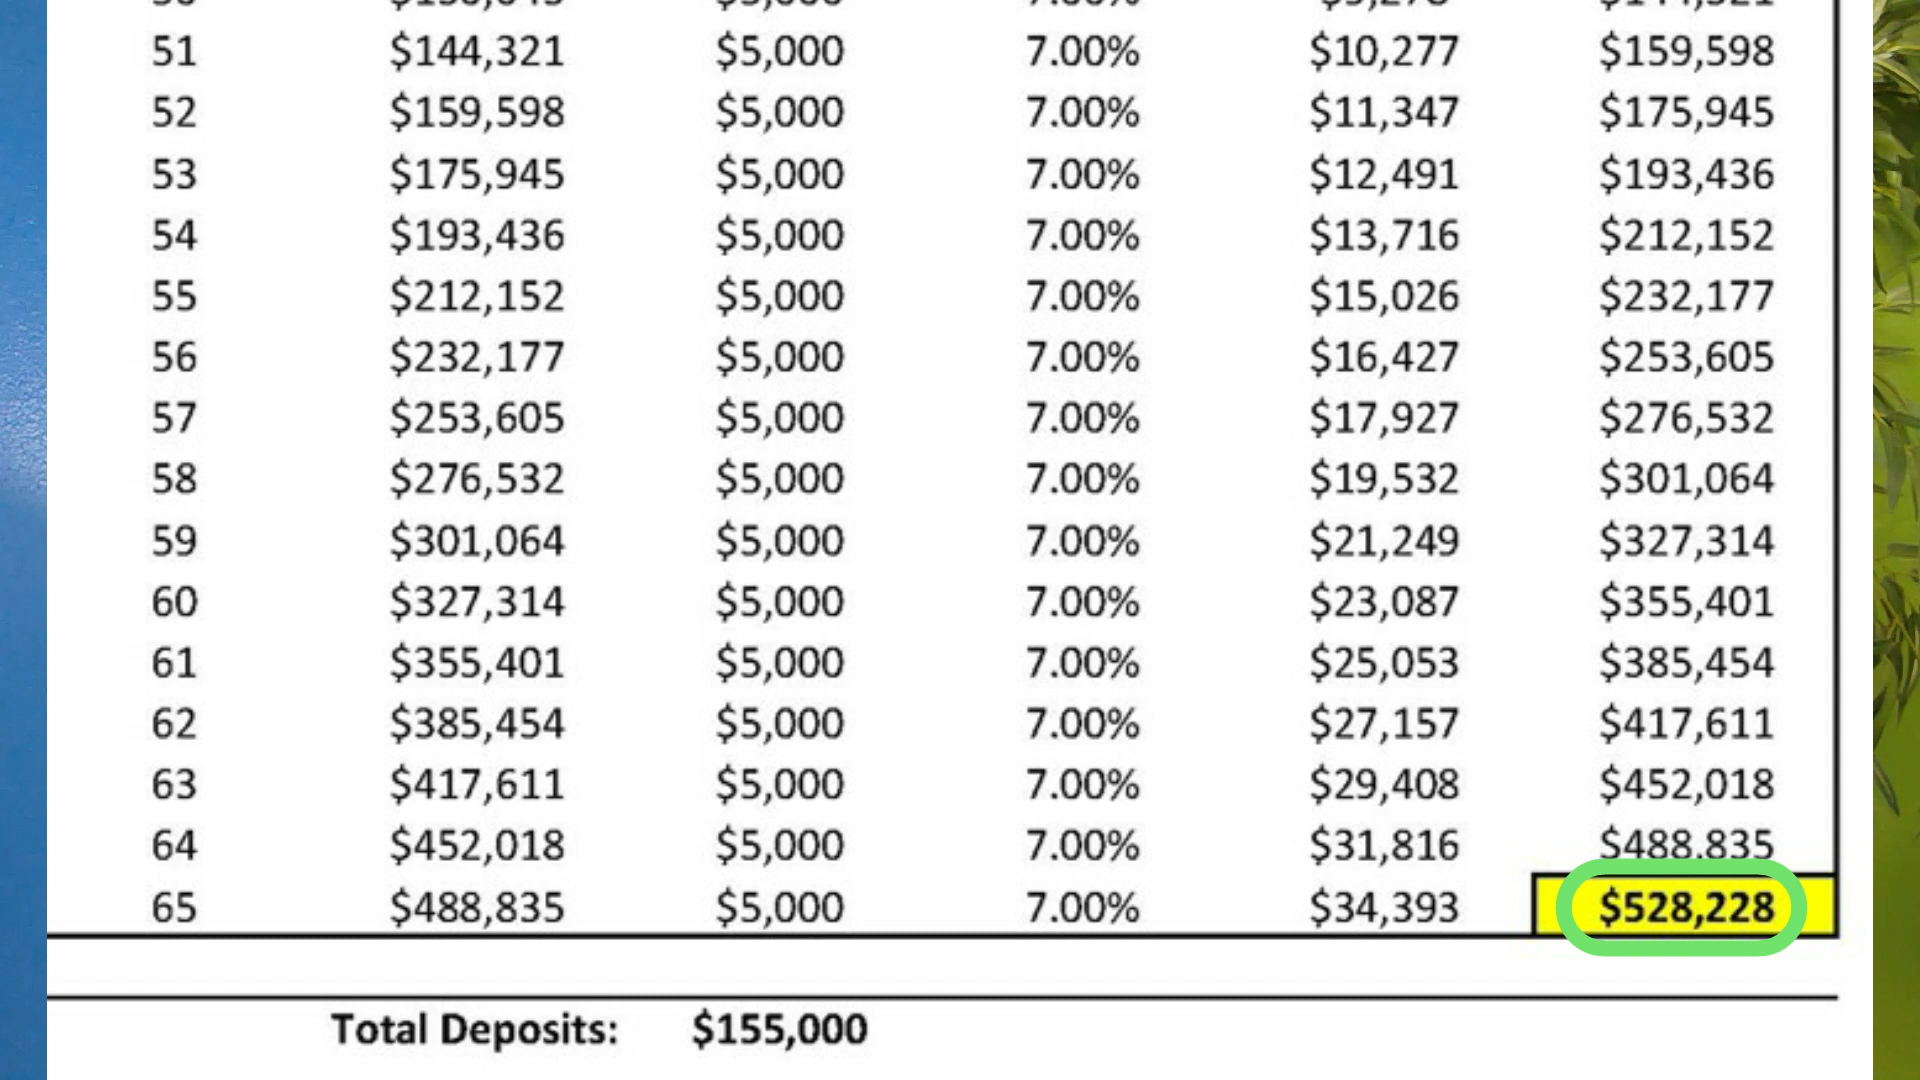 51 $144,321 $5,000 7.00% $10,277 $159,598
52 $159,598 $5,000 7.00% $11,347 $175,945
53 $175,945 $5,000 7.00% $12,491 $193,436
54 $193,436 $5,000 7.00% $13,716 $212,152
55 $212,152 $5,000 7.00% $15,026 $232,177
56 $232,177 $5,000 7.00% $16,427 $253,605
57 $253,605 $5,000 7.00% $17,927 $276,532
58 $276,532 $5,000 7.00% $19,532 $301,064
59 $301,064 $5,000 7.00% $21,249 $327,314
60 $327,314 $5,000 7.00% $23,087 $355,401
61 $355,401 $5,000 7.00% $25,053 $385,454
62 $385,454 $5,000 7.00% $27,157 $417,611
63 $417,611 $5,000 7.00% $29,408 $452,018
64 $452,018 $5,000 7.00% $31,816 $488,835
65 $488,835 $5,000 7.00% $34,393 $528,228
Total Deposits: $155,000